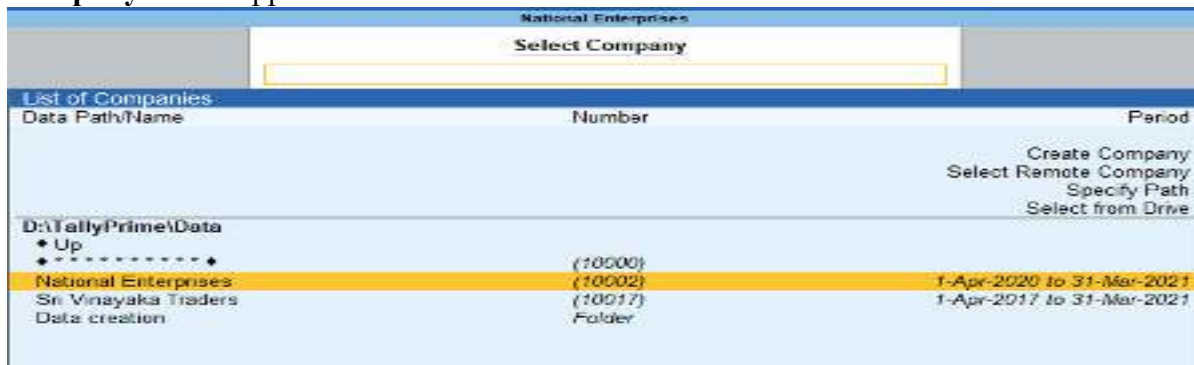 National Enterprises
Select Company
List of Companies
Data Path/Name Number Period
Create Company
Select Remote Company
Specify Path
Select from Drive
D:\TallyPrime\Data
◆ Up
◆ * * * * * * * * * * * ◆ (10000)
National Enterprises (10002) 1-Apr-2020 to 31-Mar-2021
Sri Vinayaka Traders (10017) 1-Apr-2017 to 31-Mar-2021
Data creation Folder